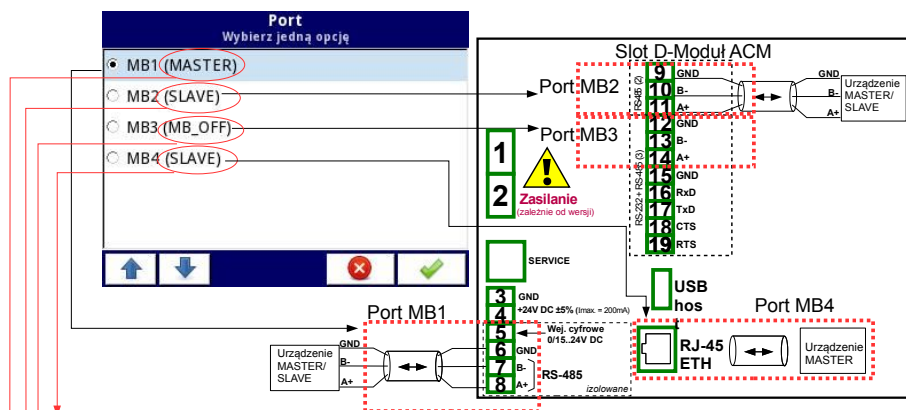 Port
Wybierz jedną opcję
MB1 (MASTER)
MB2 (SLAVE)
MB3 (MB_OFF)
MB4 (SLAVE)
Slot D-Moduł ACM
Port MB2
Port MB3
RS-485 (2)
9 GND
10 B-
11 A+
RS-232 + RS-485 (3)
12 GND
13 B-
14 A+
15 GND
16 RxD
17 TxD
18 CTS
19 RTS
GND
B-
A+
Urządzenie
MASTER/
SLAVE
1
2
Zasilanie
(zależnie od wersji)
SERVICE
3 GND
4 +24V DC ±5% (Imax. = 200mA)
5 Wej. cyfrowe
0/15..24V DC
6 GND
7 B-
8 A+
RS-485
izolowane
Port MB1
Urządzenie
MASTER/
SLAVE
GND
B-
A+
USB
hos
t
Port MB4
RJ-45
ETH
Urządzenie
MASTER